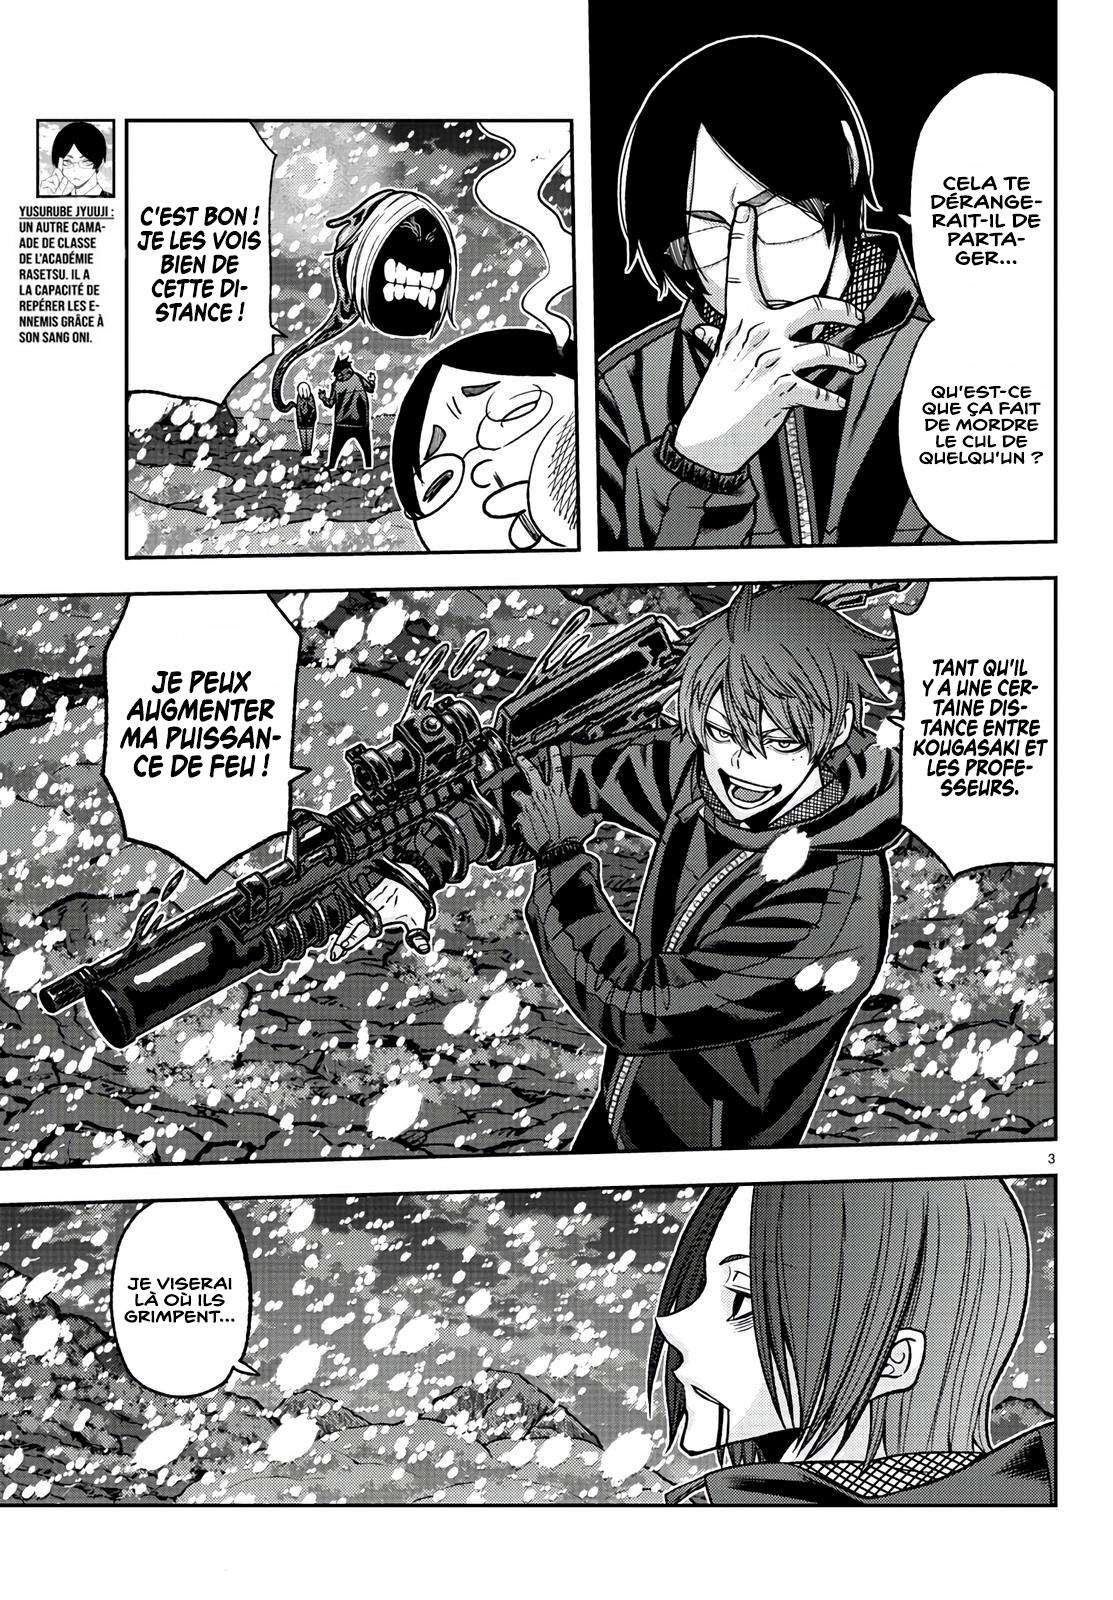 CELA TE
DÉRANGE-
RAIT-IL DE
PARTA-
GER...
QU'EST-CE
QUE ÇA FAIT
DE MORDRE
LE CUL DE
QUELQU'UN ?
C'EST BON !
JE LES VOIS
BIEN DE
CETTE DI-
STANCE !
YUSURUBE JYUUJI :
UN AUTRE CAMA-
ADE DE CLASSE
DE L'ACADÉMIE
RASETSU. IL A
LA CAPACITÉ DE
REPÉRER LES E-
NNEMIS GRÂCE À
SON SANG ONI.
TANT QU'IL
Y A UNE CER-
TAINE DIS-
TANCE ENTRE
KOUGASAKI ET
LES PROFE-
SSEURS.
JE PEUX
AUGMENTER
MA PUISSAN-
CE DE FEU !
3
JE VISERAI
LÀ OÙ ILS
GRIMPENT...